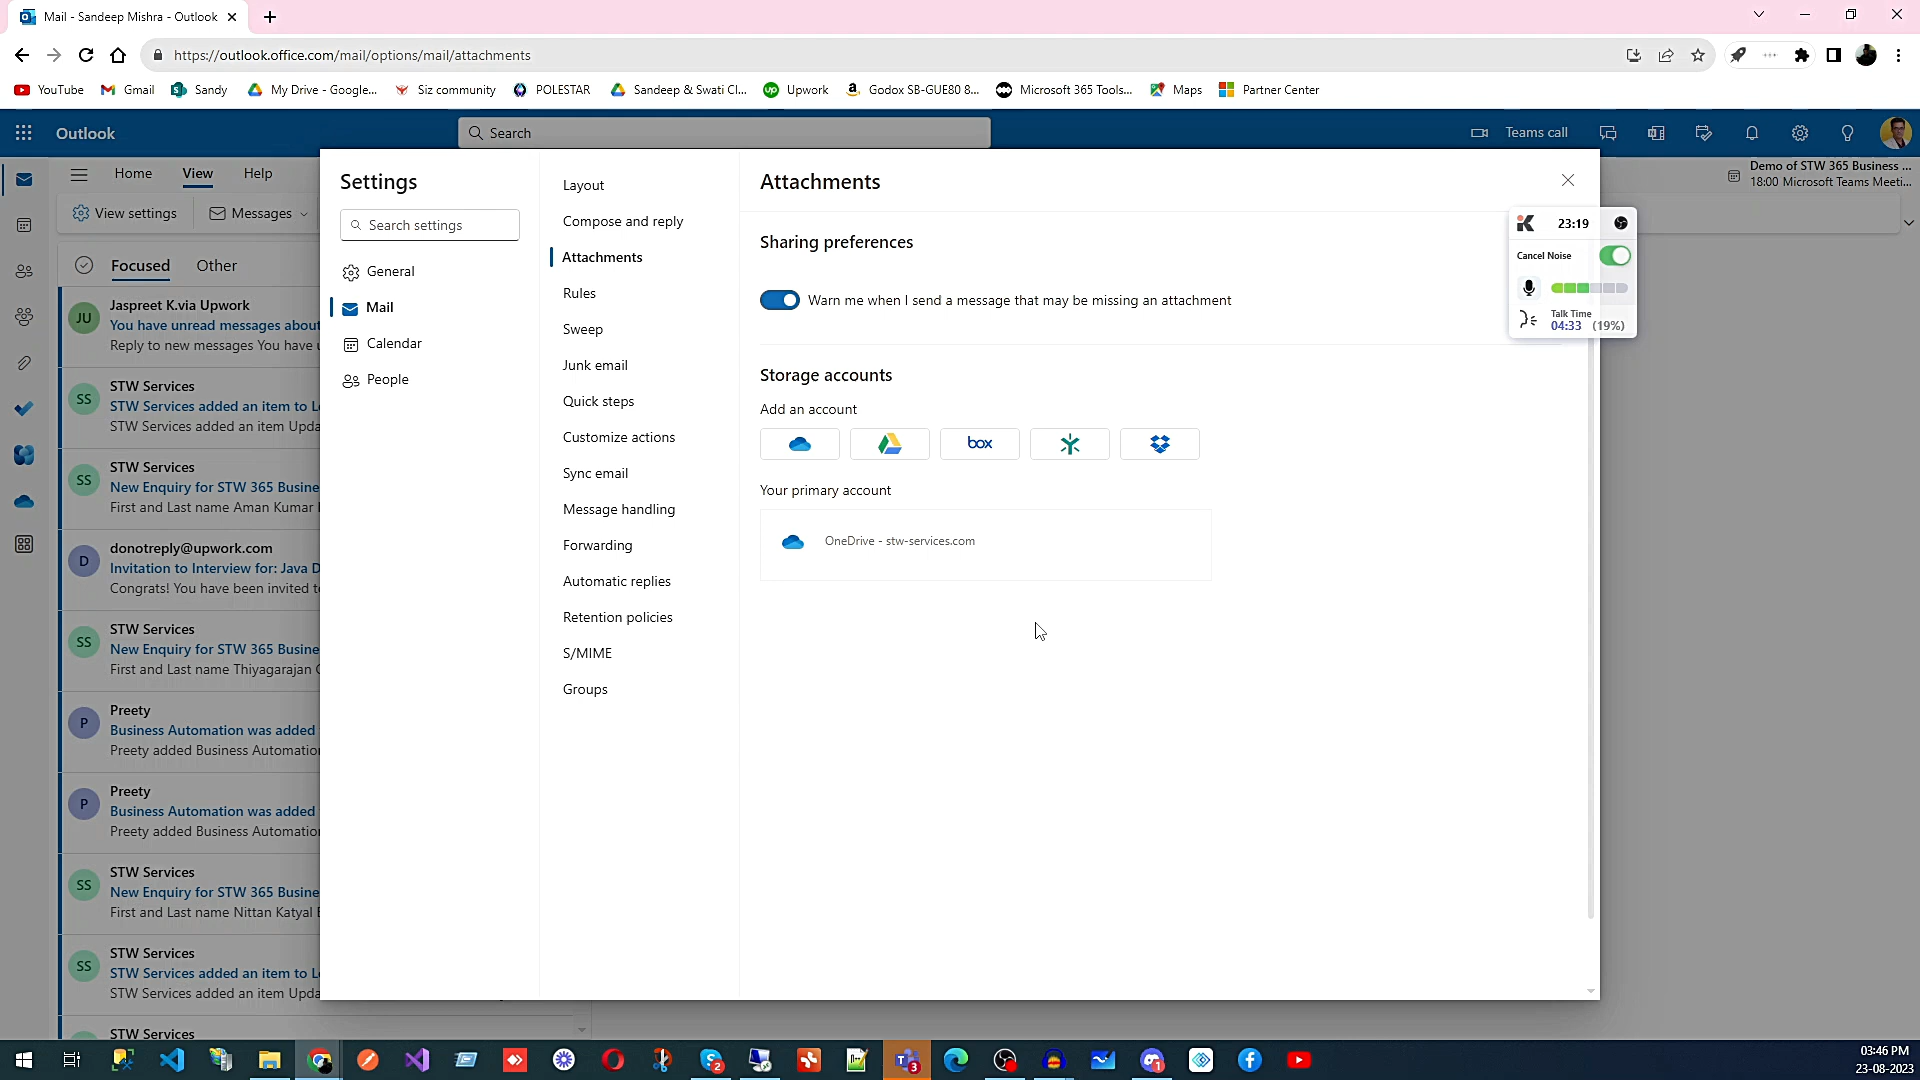 Mail - Sandeep Mishra - Outlook
https://outlook.office.com/mail/options/mail/attachments
YouTube
Gmail
Sandy
My Drive - Google...
Siz community
POLESTAR
Sandeep & Swati Cl...
Upwork
Godox SB-GUE80 8...
Microsoft 365 Tools...
Maps
Partner Center
Outlook
Search
Teams call
Home
View
Help
Demo of STW 365 Business ...
18:00 Microsoft Teams Meeti...
View settings
Messages
Focused
Other
JU
Jaspreet K.via Upwork
You have unread messages about
Reply to new messages You have
SS
STW Services
STW Services added an item to
STW Services added an item Upda
SS
STW Services
New Enquiry for STW 365 Busine
First and Last name Aman Kumar
D
donotreply@upwork.com
Invitation to Interview for: Java D
Congrats! You have been invited
SS
STW Services
New Enquiry for STW 365 Busine
First and Last name Thiyagarajan
P
Preety
Business Automation was added
Preety added Business Automation
P
Preety
Business Automation was added
Preety added Business Automation
SS
STW Services
New Enquiry for STW 365 Busine
First and Last name Nittan Katyal
SS
STW Services
STW Services added an item to
STW Services added an item Upda
STW Services
Settings
Search settings
General
Mail
Calendar
People
Layout
Compose and reply
Attachments
Rules
Sweep
Junk email
Quick steps
Customize actions
Sync email
Message handling
Forwarding
Automatic replies
Retention policies
S/MIME
Groups
Attachments
Sharing preferences
Warn me when I send a message that may be missing an attachment
Storage accounts
Add an account
box
Your primary account
OneDrive - stw-services.com
23:19
Cancel Noise
Talk Time
04:33 (19%)
2
3
1
03:46 PM
23-08-2023